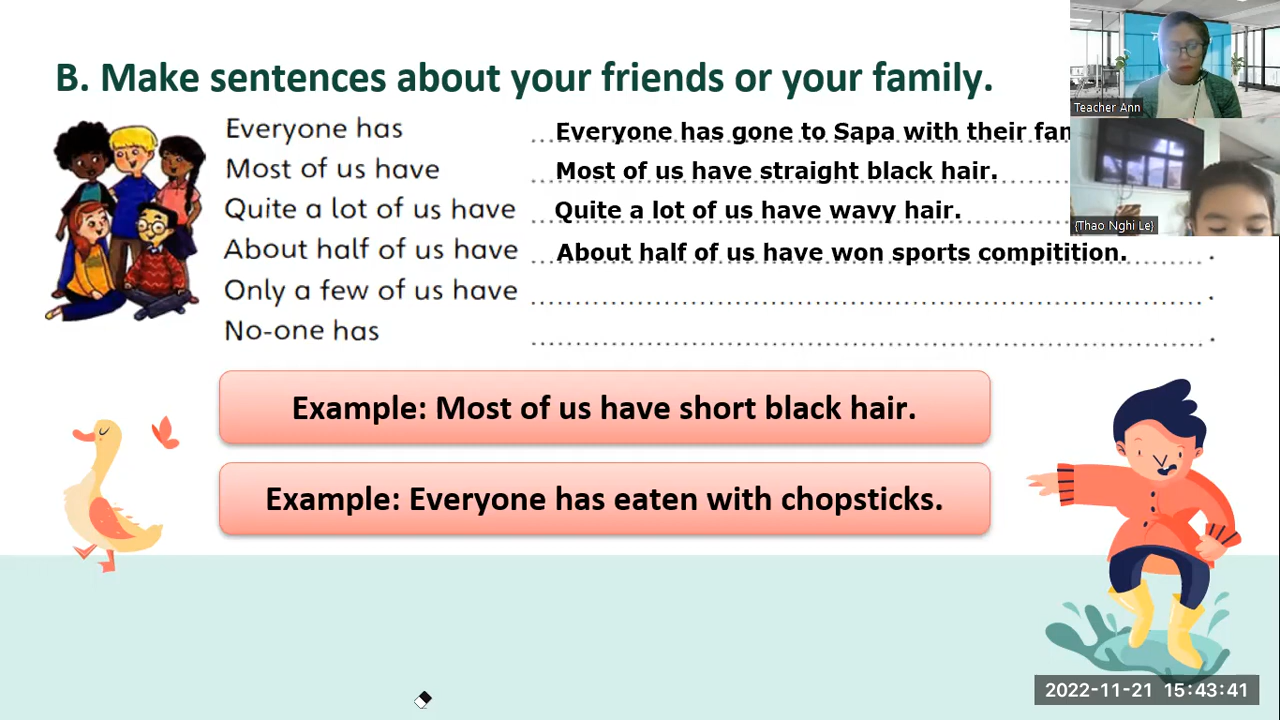 B. Make sentences about your friends or your family.
Everyone has Everyone has gone to Sapa with their fam
Most of us have Most of us have straight black hair.
Quite a lot of us have Quite a lot of us have wavy hair.
About half of us have About half of us have won sports compitition.
Only a few of us have
No-one has
Example: Most of us have short black hair.
Example: Everyone has eaten with chopsticks.
Teacher Ann
{Thao Nghi Le}
2022-11-21 15:43:41